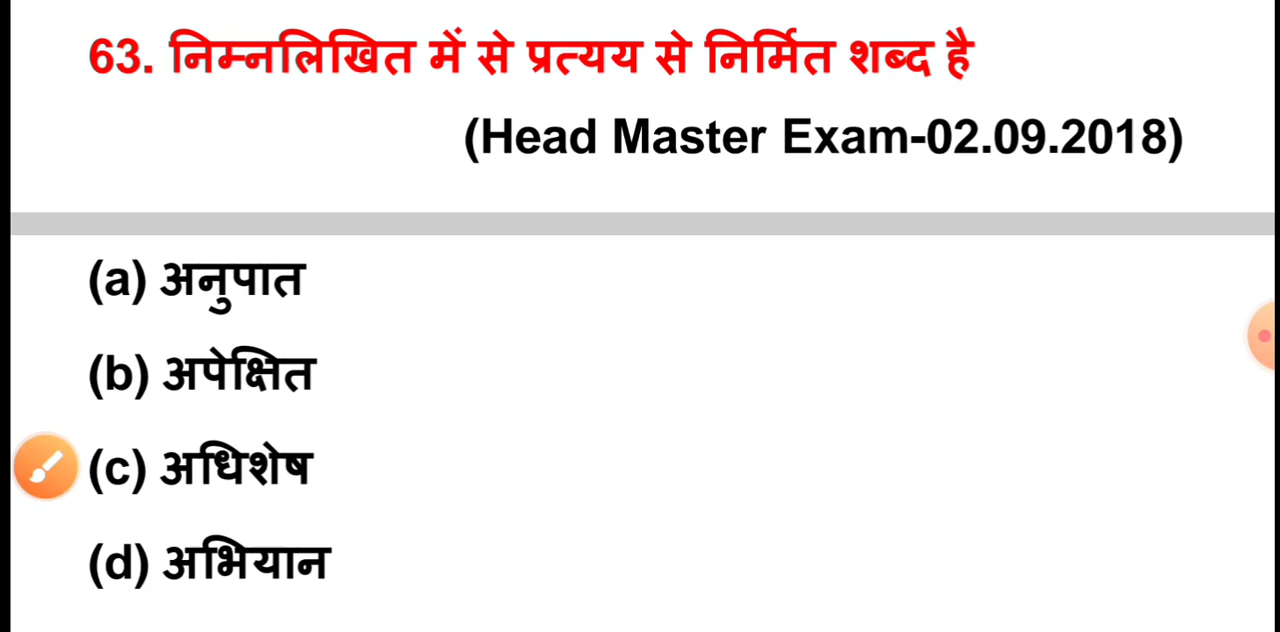 63. निम्नलिखित में से प्रत्यय से निर्मित शब्द है
(Head Master Exam-02.09.2018)
(a) अनुपात
(b) अपेक्षित
(c) अधिशेष
(d) अभियान